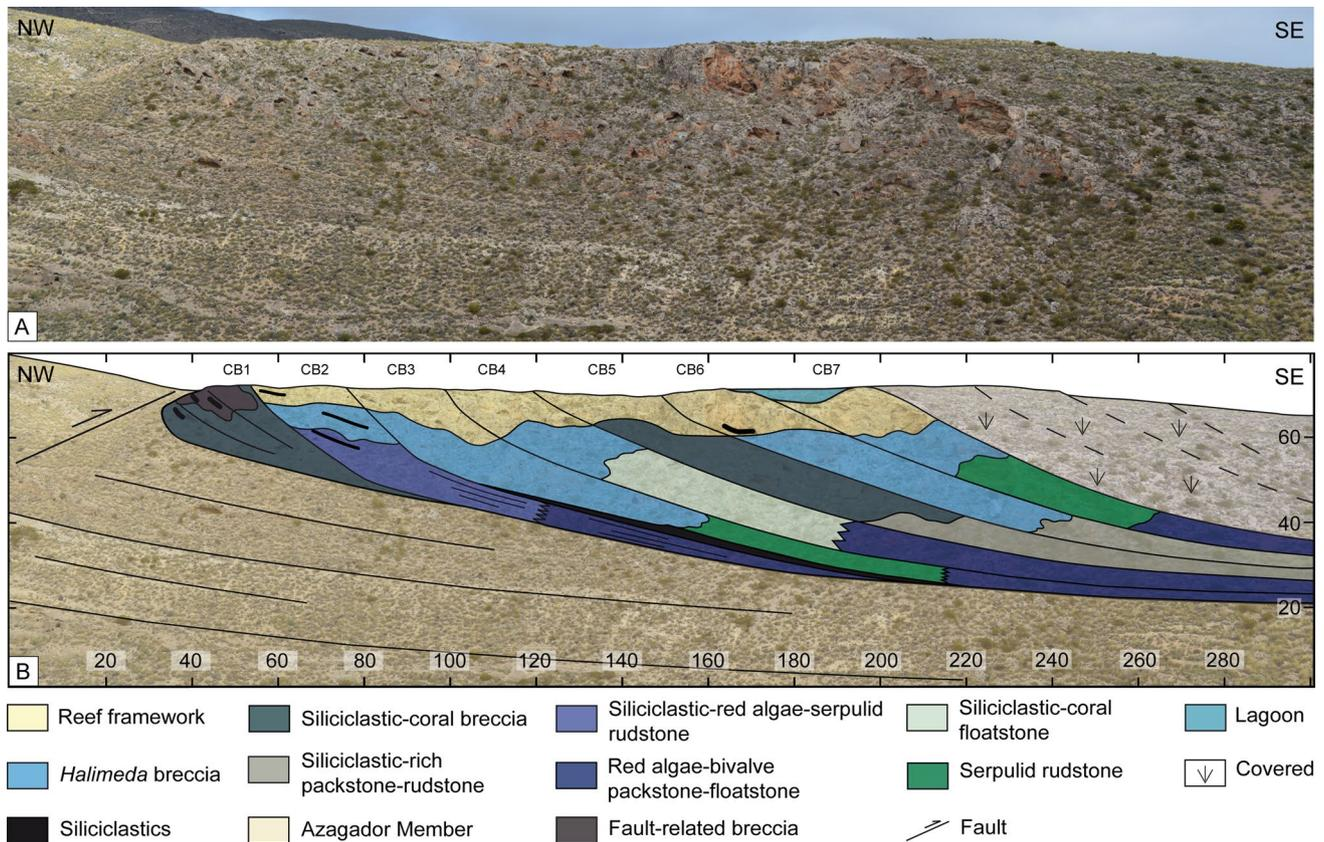 NW SE
A
NW CB1 CB2 CB3 CB4 CB5 CB6 CB7 SE
60
40
20
B 20 40 60 80 100 120 140 160 180 200 220 240 260 280
Reef framework
Siliciclastic-coral breccia
Siliciclastic-red algae-serpulid
rudstone
Siliciclastic-coral
floatstone
Lagoon
Halimeda breccia
Siliciclastic-rich
packstone-rudstone
Red algae-bivalve
packstone-floatstone
Serpulid rudstone
Covered
Siliciclastics
Azagador Member
Fault-related breccia
Fault